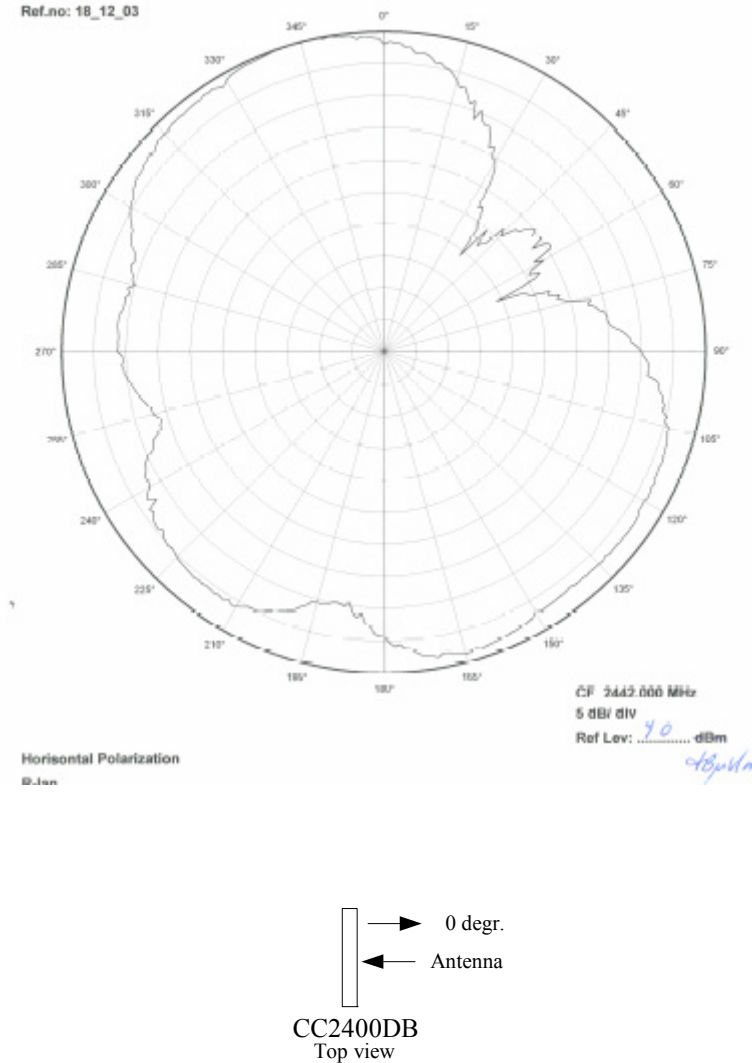 Ref.no: 18_12_03
0°
345°
15°
330°
30°
315°
45°
300°
60°
285°
75°
270°
90°
255°
105°
240°
120°
225°
135°
210°
150°
195°
165°
180°
CF 2442.000 MHz
5 dB/ div
Ref Lev: ............ dBm
Horisontal Polarization
R-lan
0 degr.
Antenna
CC2400DB
Top view